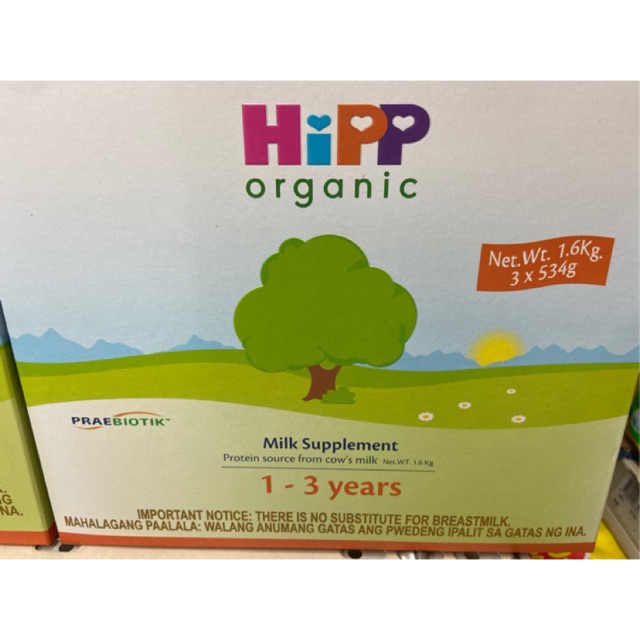 HiPP
organic
Net.Wt. 1.6Kg.
3 x 534g
PRAEBIOTIK™
Milk Supplement
Protein source from cow's milk Net.WT. 1.6 Kg
1 - 3 years
IMPORTANT NOTICE: THERE IS NO SUBSTITUTE FOR BREASTMILK.
MAHALAGANG PAALALA: WALANG ANUMANG GATAS ANG PWEDENG IPALIT SA GATAS NG INA.
NA.